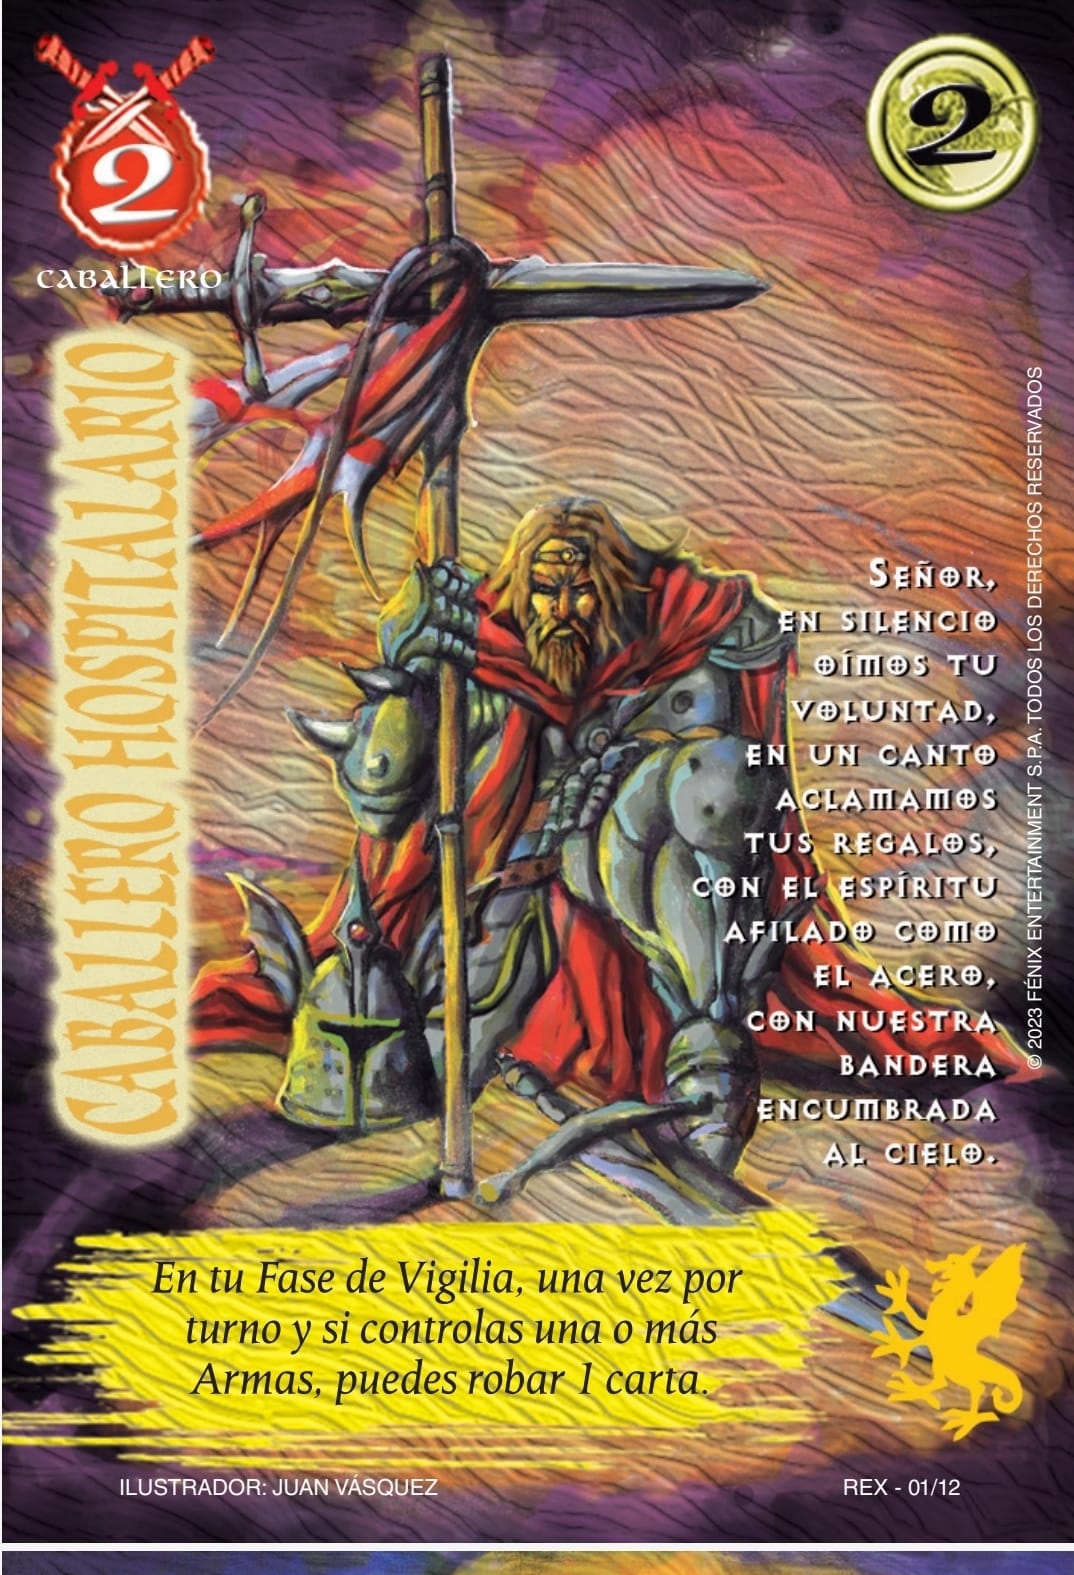 2
2
CABALLERO
CABALLERO HOSPITALARIO
SEÑOR,
EN SILENCIO
OÍMOS TU
VOLUNTAD,
EN UN CANTO
ACLAMAMOS
TUS REGALOS,
CON EL ESPÍRITU
AFILADO COMO
EL ACERO,
CON NUESTRA
BANDERA
ENCUMBRADA
AL CIELO.
© 2023 FÉNIX ENTERTAINMENT S.P.A. TODOS LOS DERECHOS RESERVADOS
En tu Fase de Vigilia, una vez por
turno y si controlas una o más
Armas, puedes robar 1 carta.
ILUSTRADOR: JUAN VÁSQUEZ
REX - 01/12